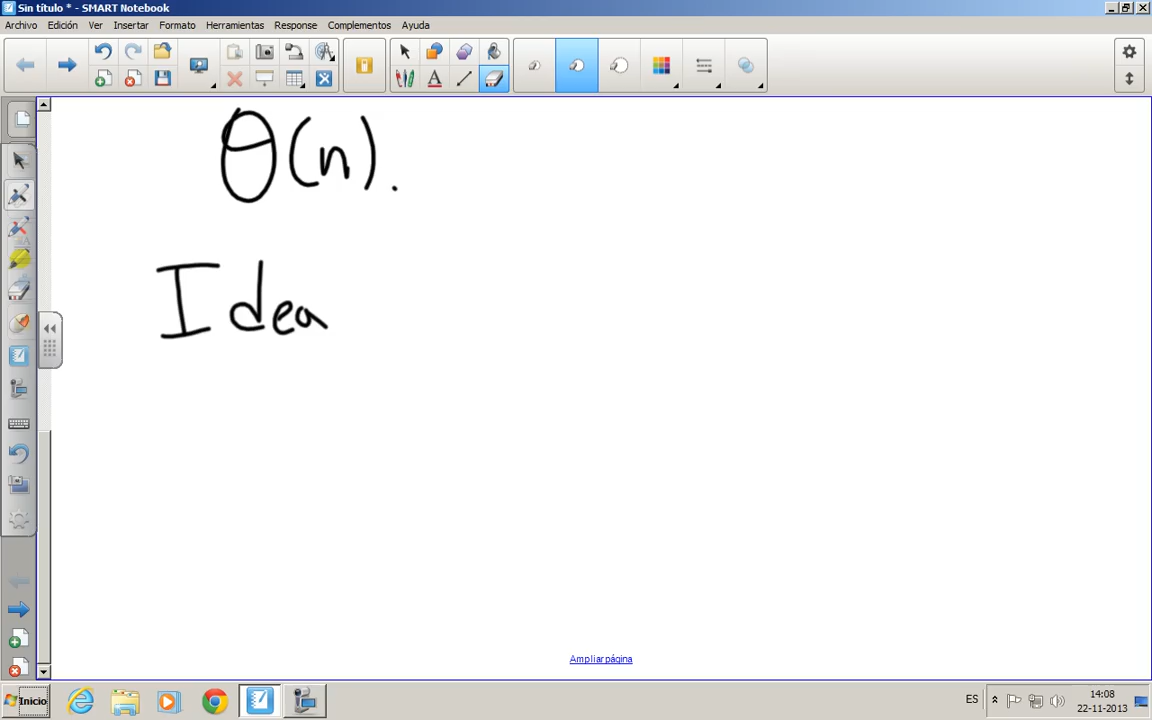 Sin título * - SMART Notebook
Archivo Edición Ver Insertar Formato Herramientas Response Complementos Ayuda
Θ(n).
Idea
Ampliar página
Inicio
ES
14:08
22-11-2013